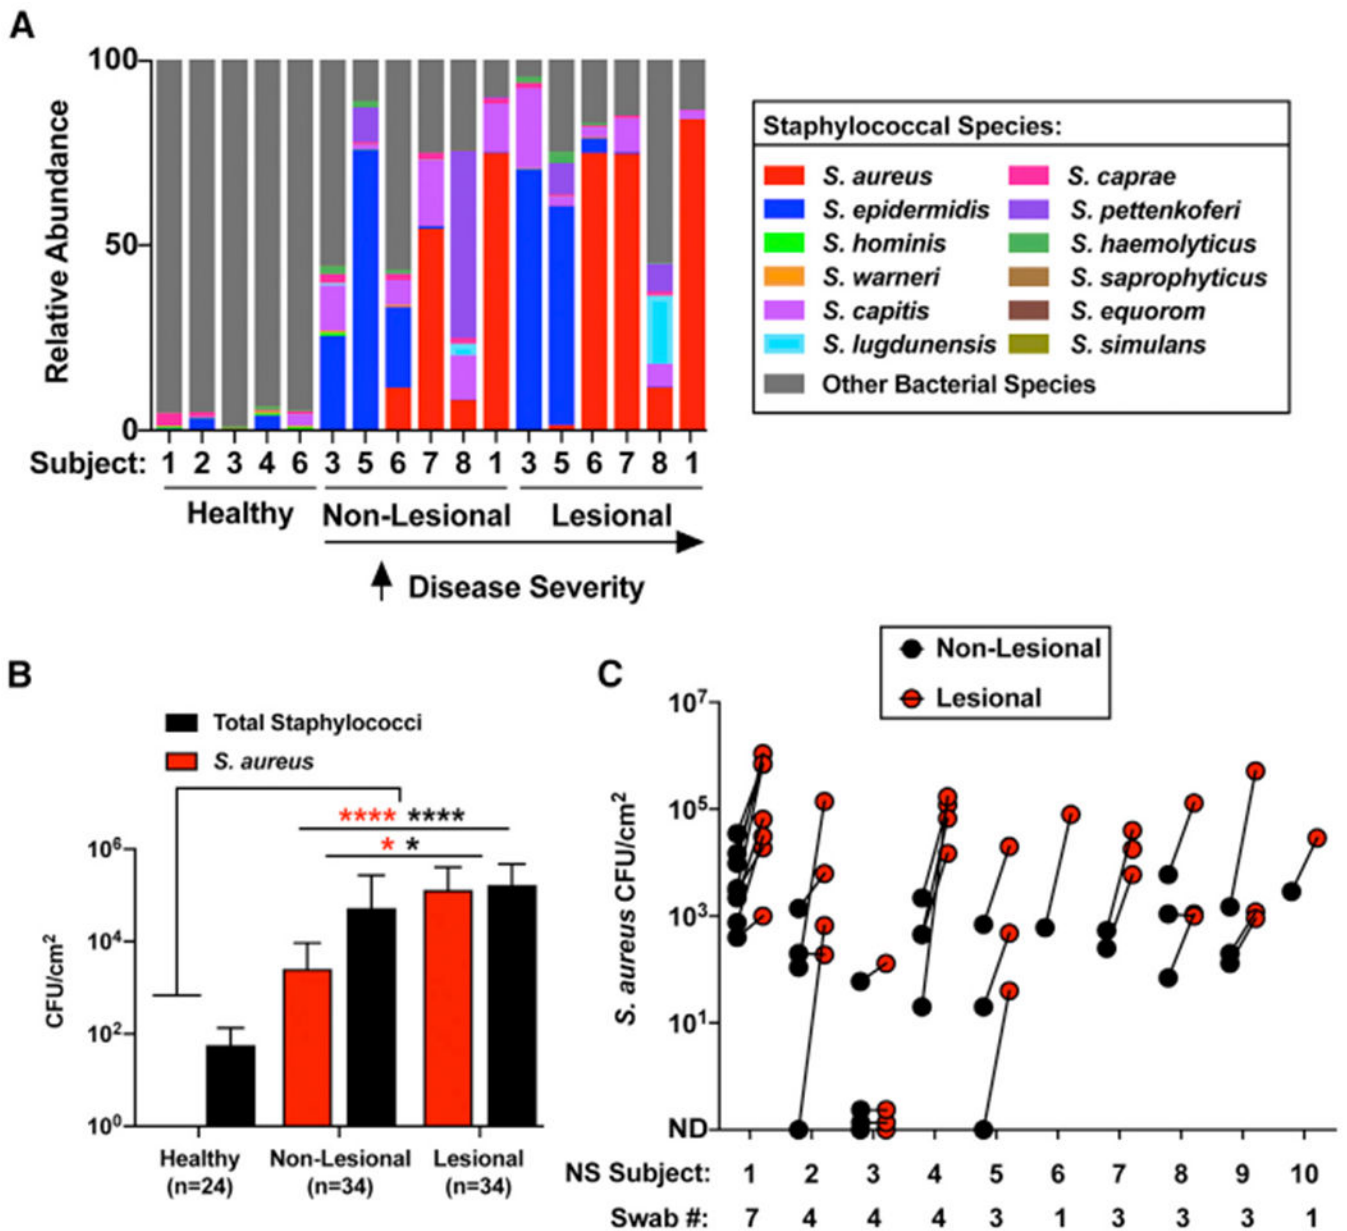 A
Relative Abundance
100
50
0
Subject: 1 2 3 4 6 3 5 6 7 8 1 3 5 6 7 8 1
Healthy Non-Lesional Lesional
Disease Severity
Staphylococcal Species:
S. aureus S. caprae
S. epidermidis S. pettenkoferi
S. hominis S. haemolyticus
S. warneri S. saprophyticus
S. capitis S. equorom
S. lugdunensis S. simulans
Other Bacterial Species
B
Total Staphylococci
S. aureus
**** ****
* *
CFU/cm²
10⁶
10⁴
10²
10⁰
Healthy Non-Lesional Lesional
(n=24) (n=34) (n=34)
C
Non-Lesional
Lesional
S. aureus CFU/cm²
10⁷
10⁵
10³
10¹
ND
NS Subject: 1 2 3 4 5 6 7 8 9 10
Swab #: 7 4 4 4 3 1 3 3 3 1